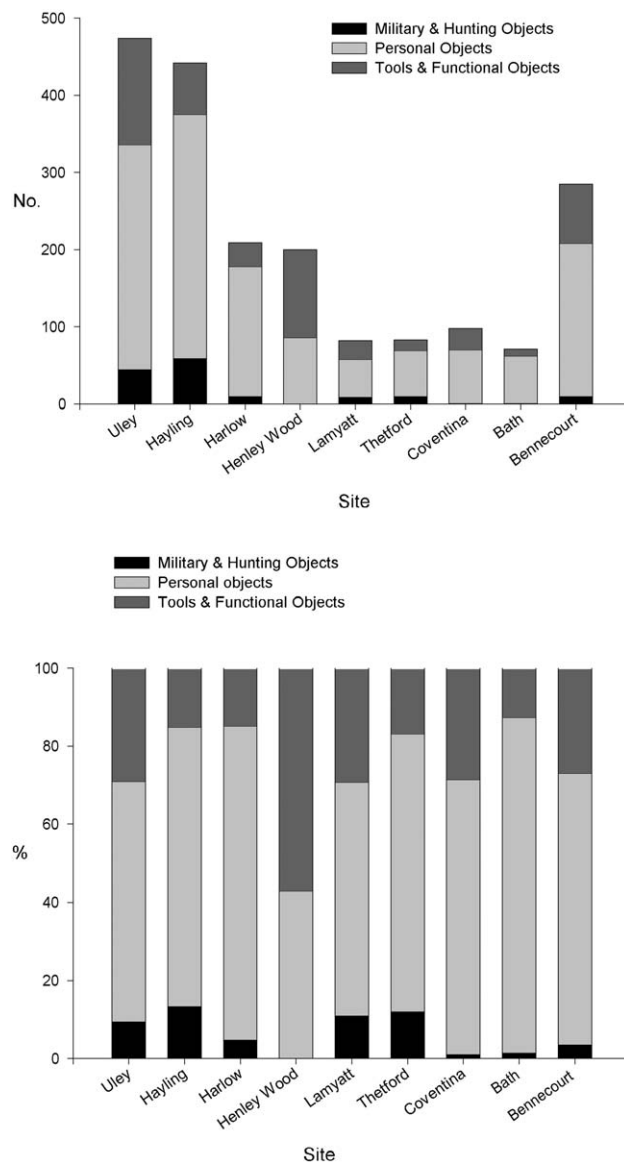 500
400
300
200
100
0
No.
Military & Hunting Objects
Personal Objects
Tools & Functional Objects
Uley
Hayling
Harlow
Henley Wood
Lamyatt
Thetford
Coventina
Bath
Bennecourt
Site
Military & Hunting Objects
Personal objects
Tools & Functional Objects
100
80
60
40
20
0
%
Uley
Hayling
Harlow
Henley Wood
Lamyatt
Thetford
Coventina
Bath
Bennecourt
Site